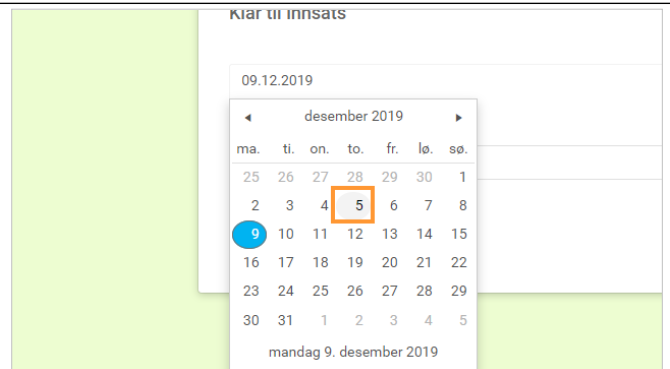 Klar til innsats
09.12.2019
desember 2019
ma. ti. on. to. fr. lø. sø.
25 26 27 28 29 30 1
2 3 4 5 6 7 8
9 10 11 12 13 14 15
16 17 18 19 20 21 22
23 24 25 26 27 28 29
30 31 1 2 3 4 5
mandag 9. desember 2019